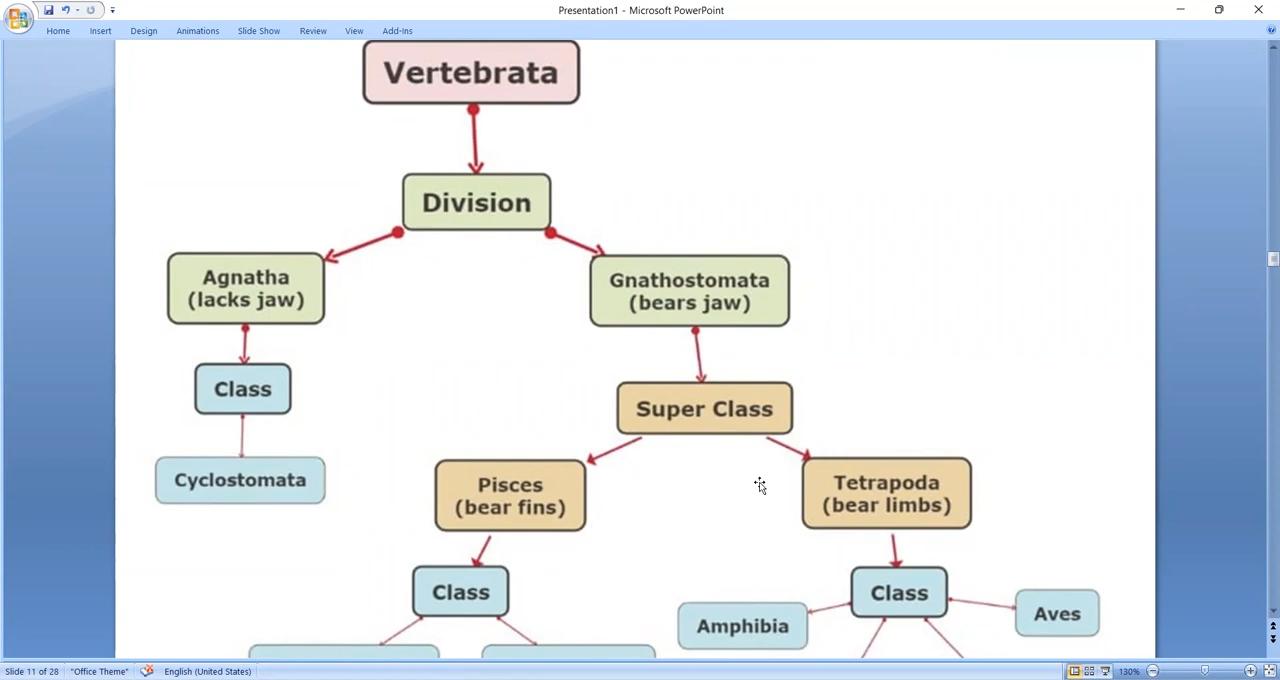 Presentation1 - Microsoft PowerPoint
Home Insert Design Animations Slide Show Review View Add-Ins
Vertebrata
Division
Agnatha
(lacks jaw)
Gnathostomata
(bears jaw)
Class
Super Class
Cyclostomata
Pisces
(bear fins)
Tetrapoda
(bear limbs)
Class
Class
Amphibia
Aves
Slide 11 of 28 "Office Theme" English (United States) 130%